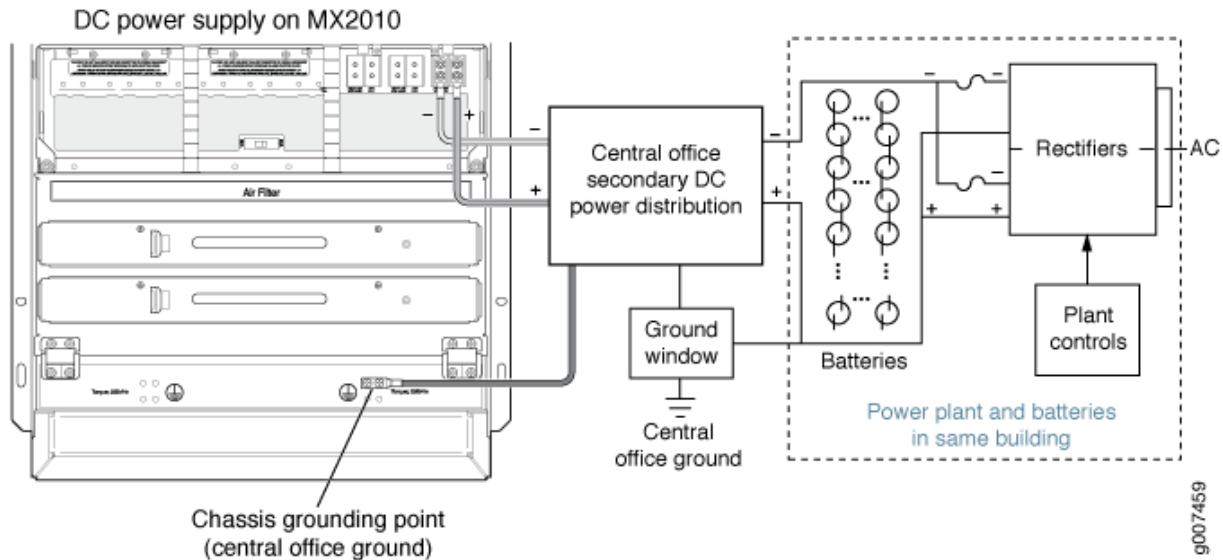 DC power supply on MX2010
− + − +
− +
Central office
secondary DC
power distribution
− − −
−
+ +
Rectifiers
AC
Air Filter
Ground
window
Batteries
Plant
controls
Central
office ground
Power plant and batteries
in same building
Chassis grounding point
(central office ground)
g007459